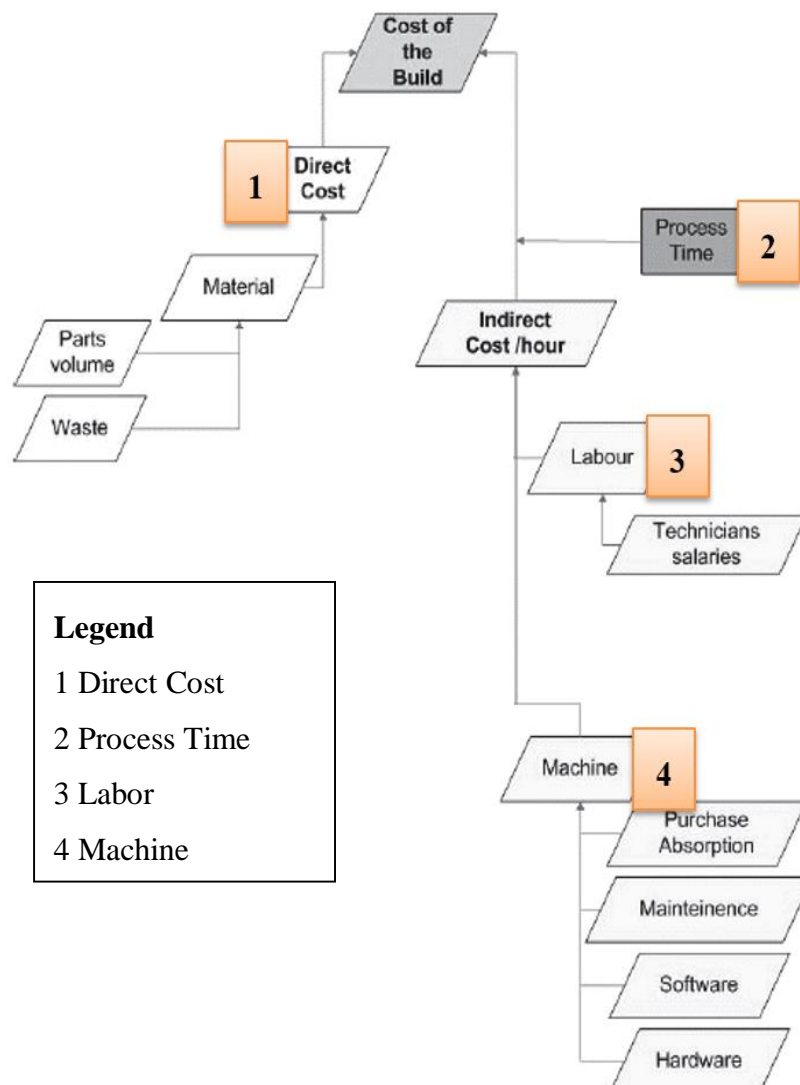 Cost of
the
Build
1
Direct
Cost
Process
Time
2
Material
Indirect
Cost /hour
Parts
volume
Waste
Labour
3
Technicians
salaries
Legend
1 Direct Cost
2 Process Time
3 Labor
4 Machine
Machine
4
Purchase
Absorption
Mainteinence
Software
Hardware